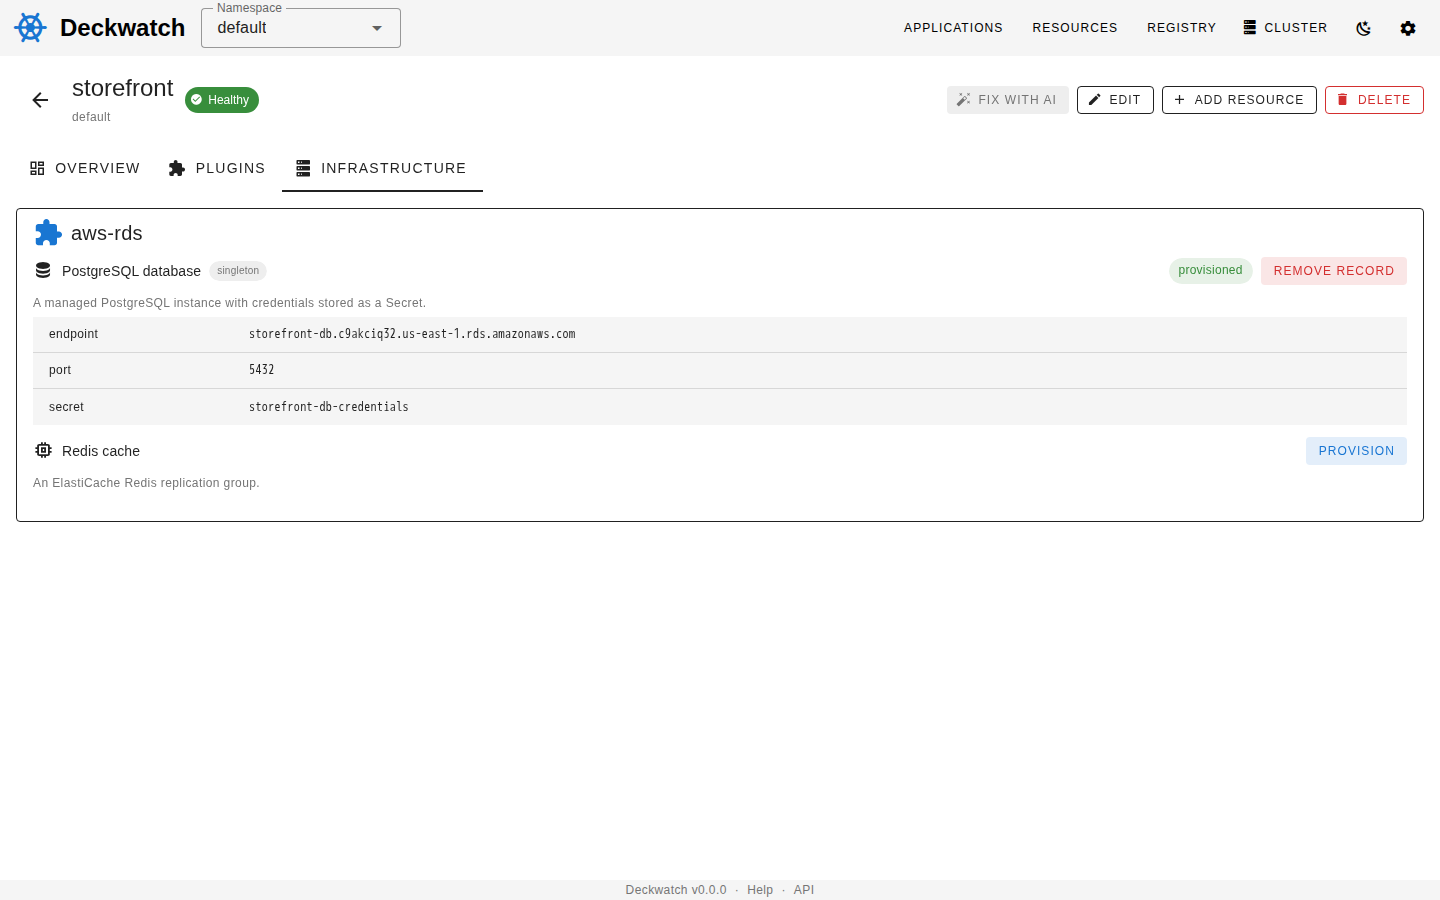 Deckwatch
Namespace
default
APPLICATIONS
RESOURCES
REGISTRY
CLUSTER
storefront
default
Healthy
FIX WITH AI
EDIT
ADD RESOURCE
DELETE
OVERVIEW
PLUGINS
INFRASTRUCTURE
aws-rds
PostgreSQL database
singleton
provisioned
REMOVE RECORD
A managed PostgreSQL instance with credentials stored as a Secret.
endpoint storefront-db.c9akciq32.us-east-1.rds.amazonaws.com
port 5432
secret storefront-db-credentials
Redis cache
PROVISION
An ElastiCache Redis replication group.
Deckwatch v0.0.0 · Help · API